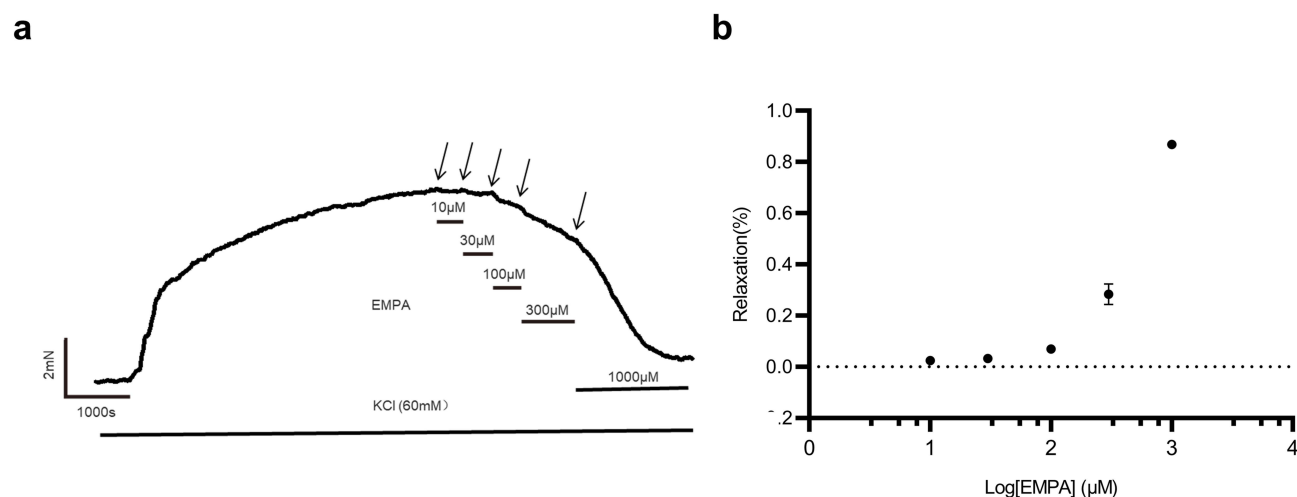 a
10µM
30µM
100µM
EMPA
300µM
2mN
1000µM
1000s
KCl (60mM)
b
Relaxation(%)
1.0
0.8
0.6
0.4
0.2
0.0
0
1
2
3
4
Log[EMPA] (µM)